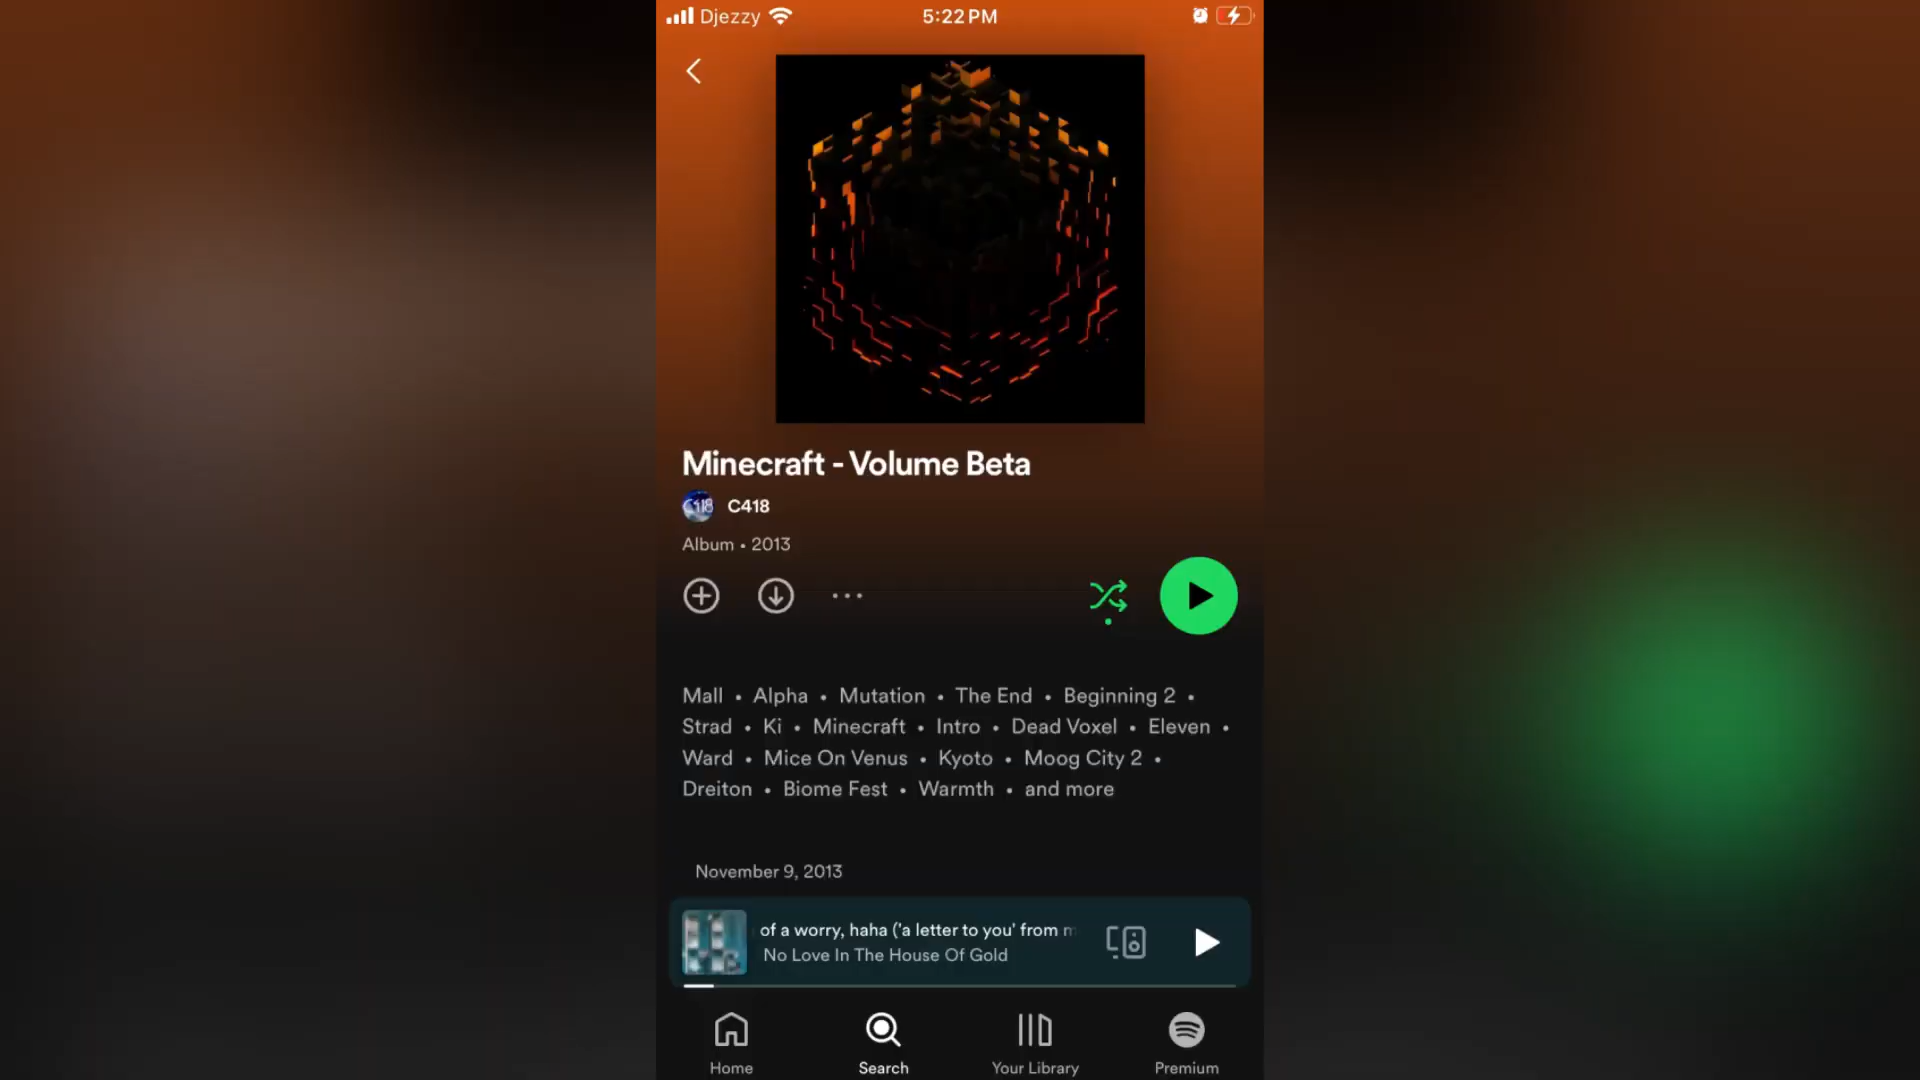 Djezzy
5:22 PM
Minecraft - Volume Beta
C418
C418
Album • 2013
Mall • Alpha • Mutation • The End • Beginning 2 •
Strad • Ki • Minecraft • Intro • Dead Voxel • Eleven •
Ward • Mice On Venus • Kyoto • Moog City 2 •
Dreiton • Biome Fest • Warmth • and more
November 9, 2013
of a worry, haha ('a letter to you' from m
No Love In The House Of Gold
Home
Search
Your Library
Premium